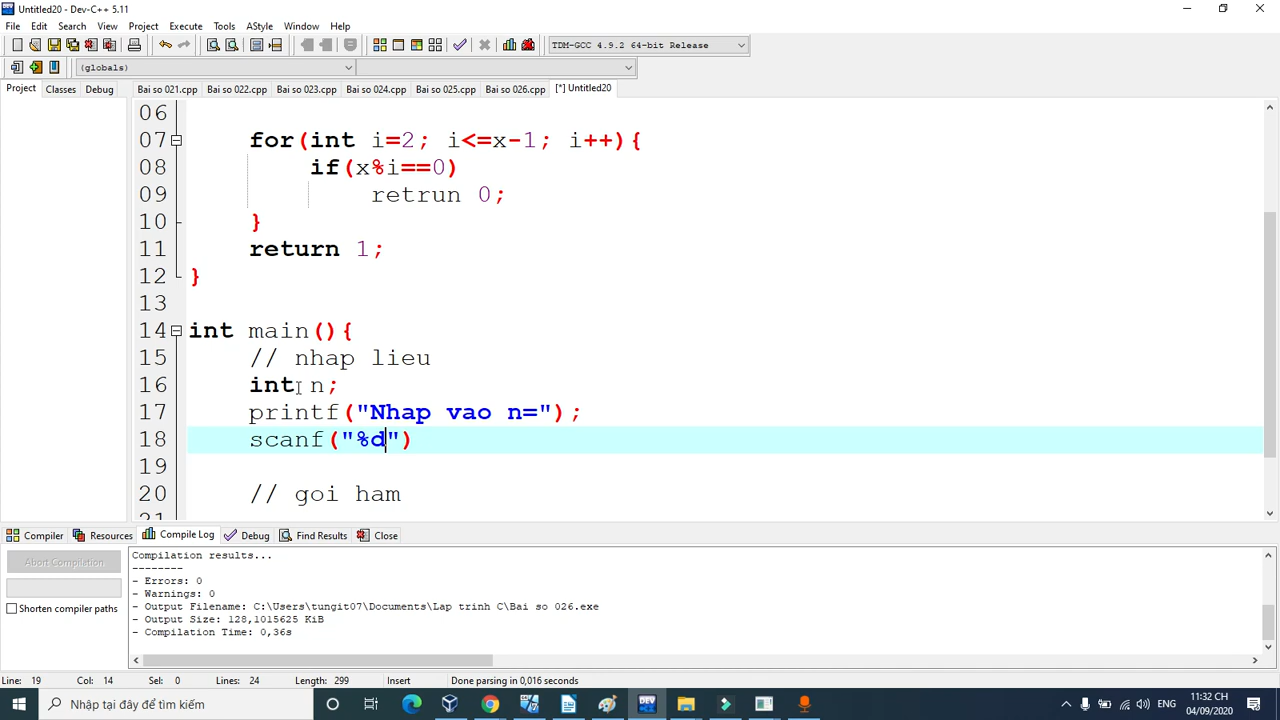 Untitled20 - Dev-C++ 5.11
File Edit Search View Project Execute Tools AStyle Window Help
TDM-GCC 4.9.2 64-bit Release
(globals)
Project Classes Debug Bai so 021.cpp Bai so 022.cpp Bai so 023.cpp Bai so 024.cpp Bai so 025.cpp Bai so 026.cpp [*] Untitled20
06
07 for(int i=2; i<=x-1; i++){
08 if(x%i==0)
09 retrun 0;
10 }
11 return 1;
12 }
13
14 int main(){
15 // nhap lieu
16 int n;
17 printf("Nhap vao n=");
18 scanf("%d")
19
20 // goi ham
Compiler Resources Compile Log Debug Find Results Close
Abort Compilation
Shorten compiler paths
Compilation results...
--------
- Errors: 0
- Warnings: 0
- Output Filename: C:\Users\tungit07\Documents\Lap trinh C\Bai so 026.exe
- Output Size: 128,1015625 KiB
- Compilation Time: 0,36s
Line: 19 Col: 14 Sel: 0 Lines: 24 Length: 299 Insert Done parsing in 0,016 seconds
Nhập tại đây để tìm kiếm
DEV
ENG
11:32 CH
04/09/2020